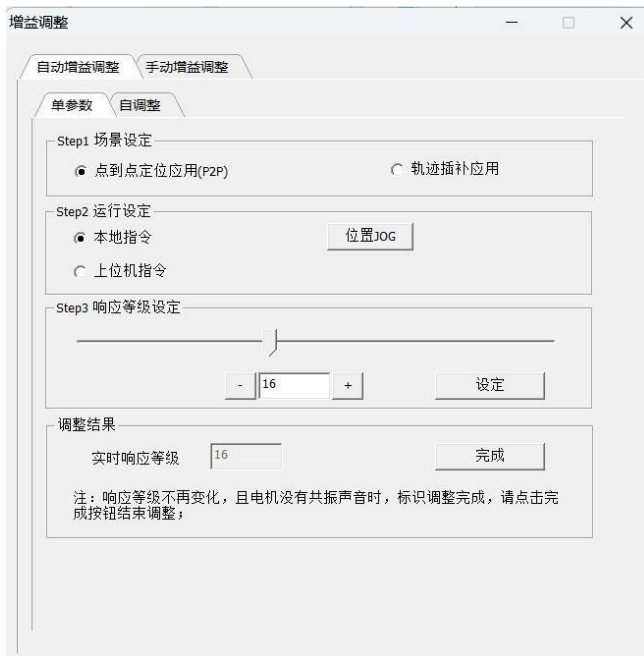 增益调整
自动增益调整 手动增益调整
单参数 自调整
Step1 场景设定
点到点定位应用(P2P) 轨迹插补应用
Step2 运行设定
本地指令 位置JOG
上位机指令
Step3 响应等级设定
- 16 + 设定
调整结果
实时响应等级 16 完成
注：响应等级不再变化，且电机没有共振声音时，标识调整完成，请点击完
成按钮结束调整；